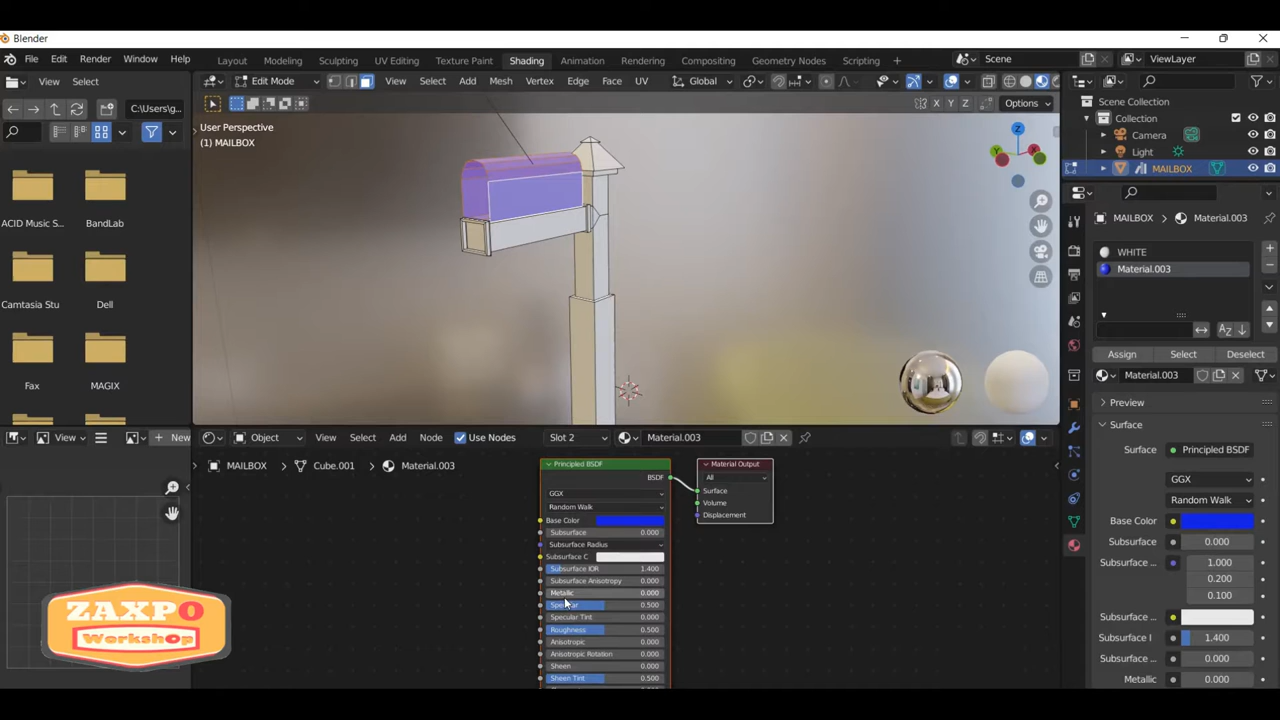 Blender
File Edit Render Window Help Layout Modeling Sculpting UV Editing Texture Paint Shading Animation Rendering Compositing Geometry Nodes Scripting Scene ViewLayer
View Select Edit Mode View Select Add Mesh Vertex Edge Face UV Global
C:\Users\g... X Y Z Options
User Perspective
(1) MAILBOX
Z
Y X
ACID Music S... BandLab
Camtasia Stu Dell
Fax MAGIX
Scene Collection
Collection
Camera
Light
MAILBOX
MAILBOX Material.003
WHITE
Material.003
Assign Select Deselect
Material.003
Preview
Surface
Surface Principled BSDF
GGX
Random Walk
Base Color
Subsurface 0.000
Subsurface ... 1.000
0.200
0.100
Subsurface ...
Subsurface I 1.400
Subsurface ... 0.000
Metallic 0.000
View New Object View Select Add Node Use Nodes Slot 2 Material.003
MAILBOX Cube.001 Material.003
Principled BSDF
BSDF
GGX
Random Walk
Base Color
Subsurface 0.000
Subsurface Radius
Subsurface C
Subsurface IOR 1.400
Subsurface Anisotropy 0.000
Metallic 0.000
Specular 0.500
Specular Tint 0.000
Roughness 0.500
Anisotropic 0.000
Anisotropic Rotation 0.000
Sheen 0.000
Sheen Tint 0.500
Material Output
All
Surface
Volume
Displacement
ZAXPO
Workshop